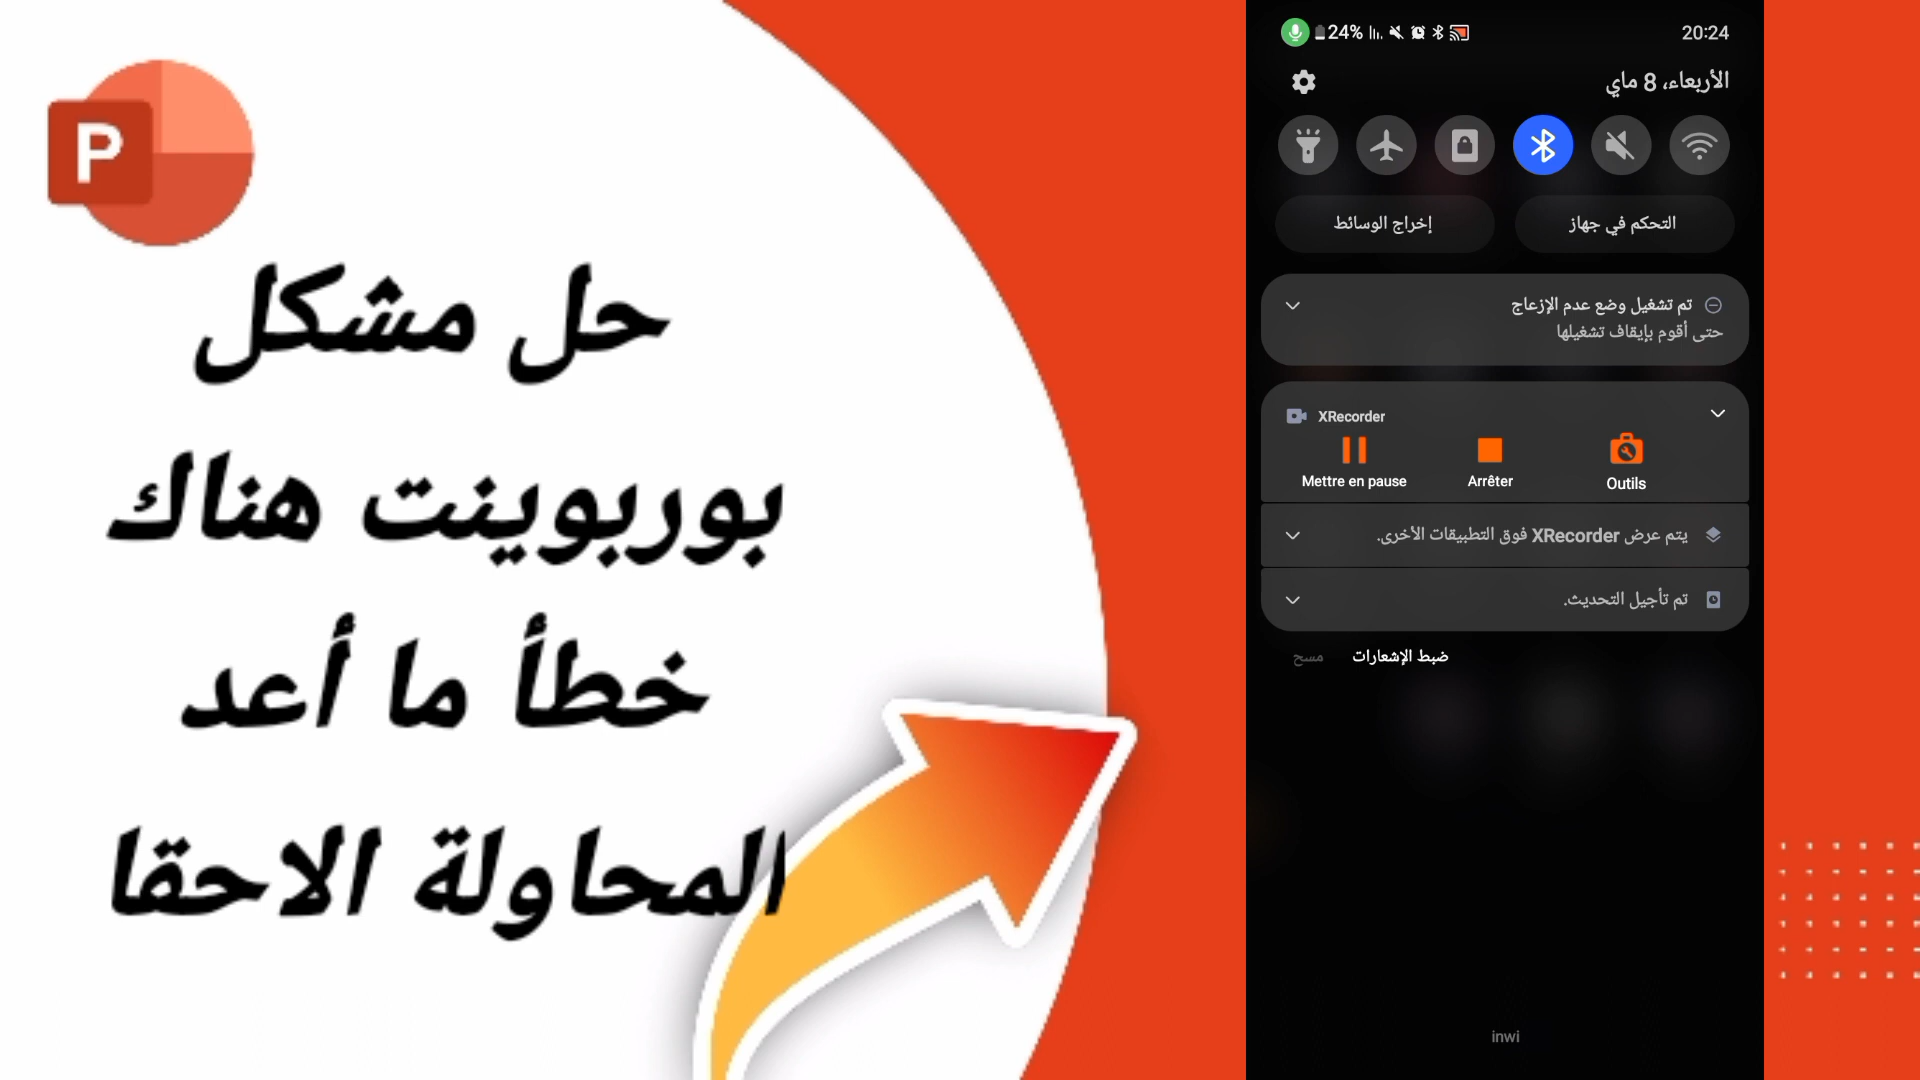 P
حل مشكل
بوربوينت هناك
خطأ ما أعد
المحاولة الاحقا
24%
20:24
الأربعاء، 8 ماي
التحكم في جهاز
إخراج الوسائط
تم تشغيل وضع عدم الإزعاج
حتى أقوم بإيقاف تشغيلها
XRecorder
Mettre en pause
Arrêter
Outils
يتم عرض XRecorder فوق التطبيقات الأخرى.
تم تأجيل التحديث.
ضبط الإشعارات
مسح
inwi